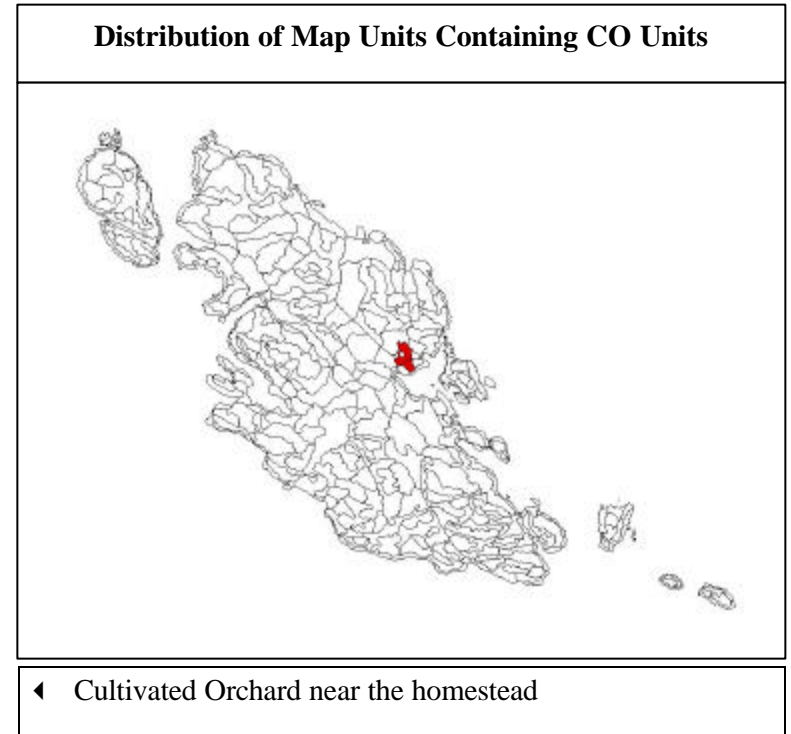 Distribution of Map Units Containing CO Units
Cultivated Orchard near the homestead